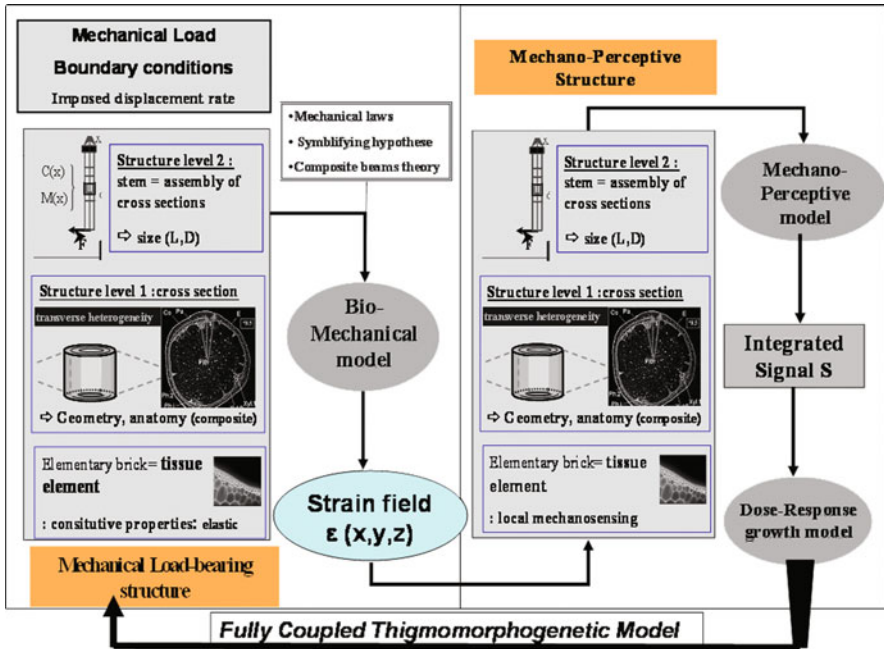 Mechanical Load
Boundary conditions
Imposed displacement rate
•Mechanical laws
• Symblifying hypothese
•Composite beams theory
C(x)
M(x)
F
Structure level 2 :
stem = assembly of
cross sections
⇨ size (L,D)
Structure level 1 :cross section
transverse heterogeneity
Co Pa E
⇨ Geometry, anatomy (composite)
Elementary brick= tissue
element
: consitutive properties: elastic
Mechanical Load-bearing
structure
Bio-
Mechanical
model
Strain field
ε (x,y,z)
Mechano-Perceptive
Structure
Structure level 2 :
stem = assembly of
cross sections
⇨ size (L,D)
Structure level 1 :cross section
transverse heterogeneity
Co Pa E
⇨ Geometry, anatomy (composite)
Elementary brick= tissue
element
: local mechanosensing
Mechano-
Perceptive
model
Integrated
Signal S
Dose-Response
growth model
Fully Coupled Thigmomorphogenetic Model